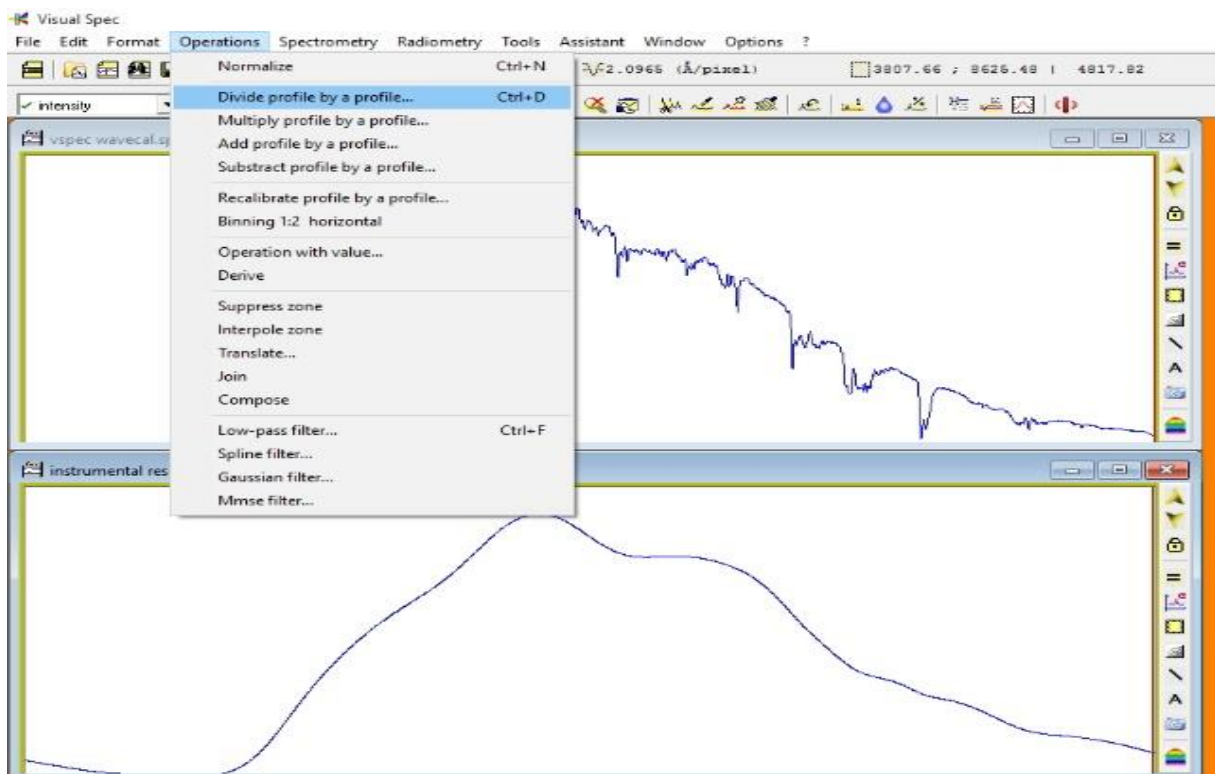 Visual Spec
File Edit Format Operations Spectrometry Radiometry Tools Assistant Window Options ?
2.0965 (Å/pixel) 3807.66 ; 8625.48 | 4817.82
intensity
Normalize Ctrl+N
Divide profile by a profile... Ctrl+D
Multiply profile by a profile...
Add profile by a profile...
Substract profile by a profile...
Recalibrate profile by a profile...
Binning 1:2 horizontal
Operation with value...
Derive
Suppress zone
Interpole zone
Translate...
Join
Compose
Low-pass filter... Ctrl+F
Spline filter...
Gaussian filter...
Mmse filter...
vspec wavecal.sp
instrumental res
A
A